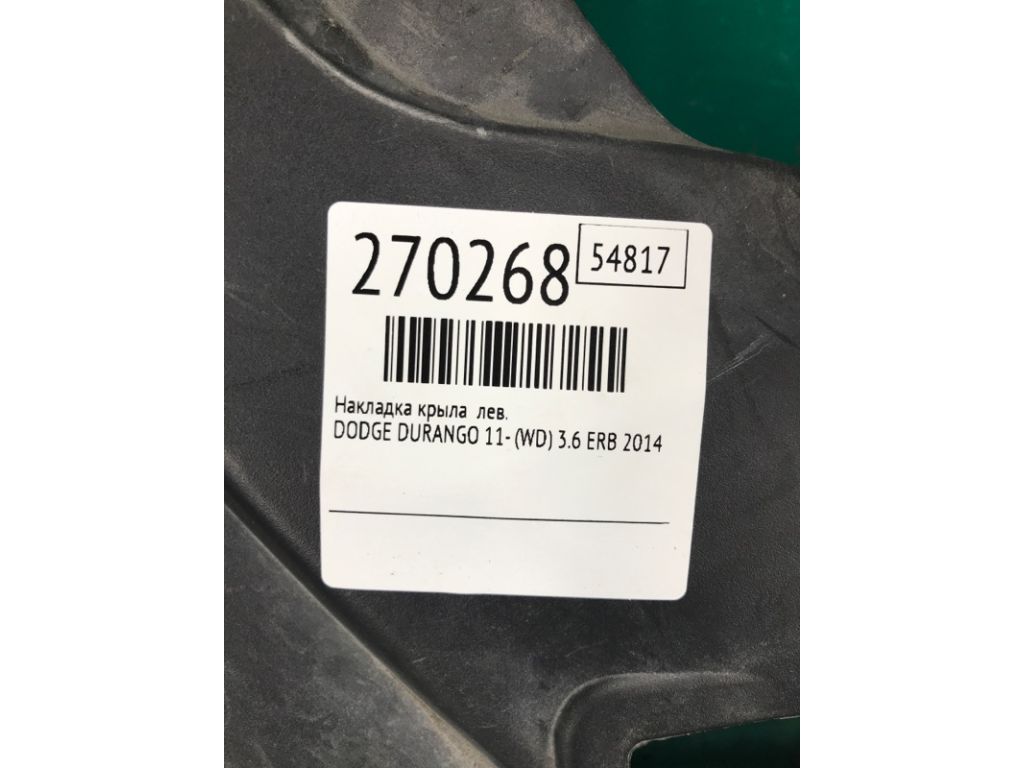 270268
54817
Накладка крыла лев.
DODGE DURANGO 11- (WD) 3.6 ERB 2014